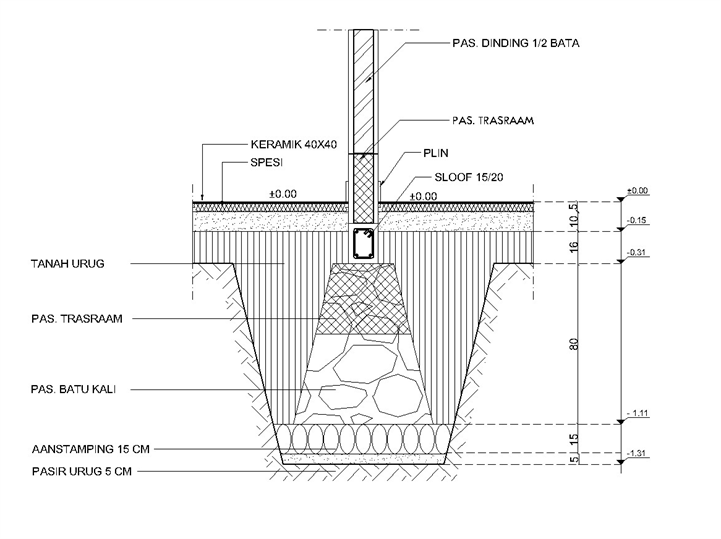 PAS. DINDING 1/2 BATA
PAS. TRASRAAM
KERAMIK 40X40
PLIN
SPESI
SLOOF 15/20
±0.00
±0.00
±0.00
5
10
-0.15
16
-0.31
TANAH URUG
PAS. TRASRAAM
80
PAS. BATU KALI
- 1.11
AANSTAMPING 15 CM
15
-1.31
5
PASIR URUG 5 CM